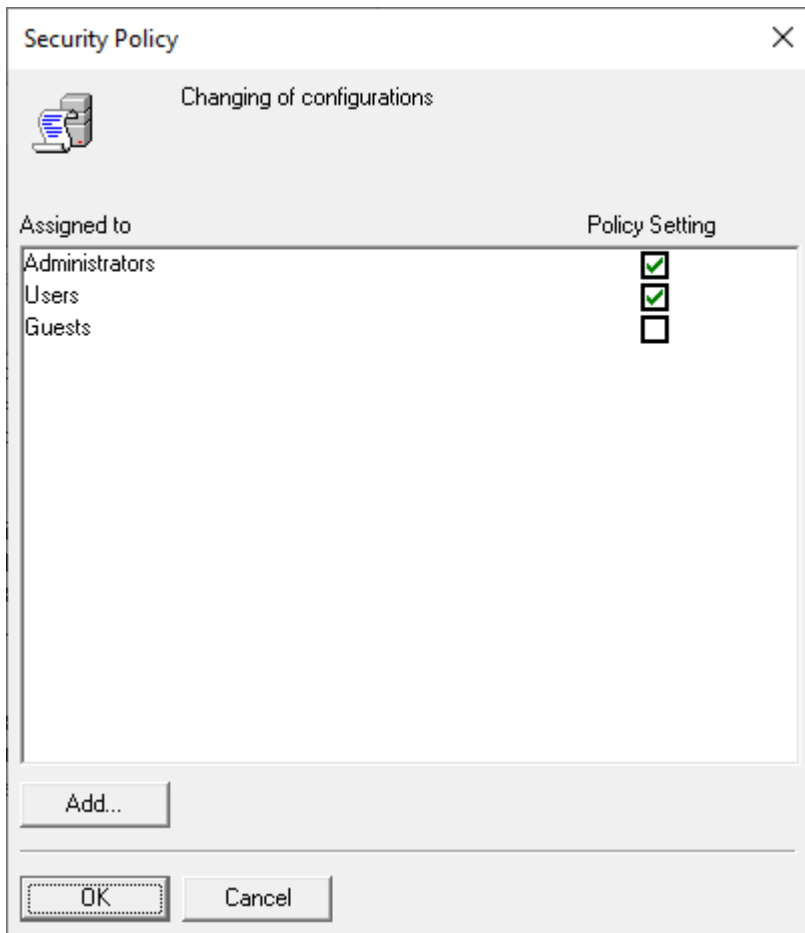 Security Policy
Changing of configurations
Assigned to Policy Setting
Administrators
Users
Guests
Add...
OK Cancel